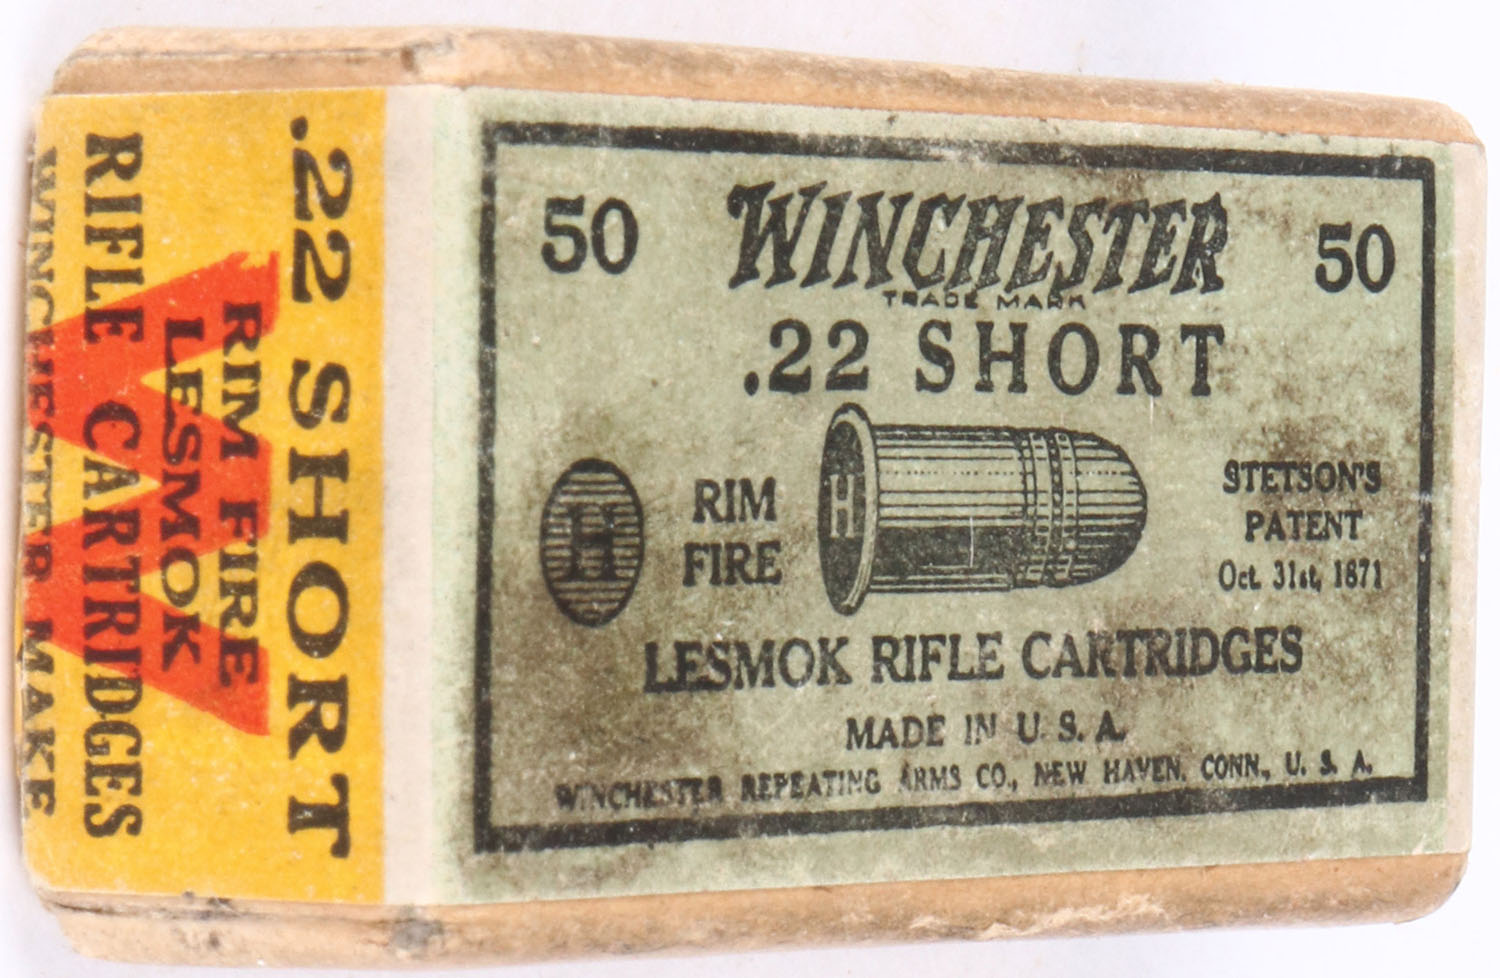 50 WINCHESTER 50
TRADE MARK
.22 SHORT
H
RIM
FIRE
H
STETSON'S
PATENT
Oct. 31st, 1871
LESMOK RIFLE CARTRIDGES
MADE IN U. S. A.
WINCHESTER REPEATING ARMS CO., NEW HAVEN. CONN., U. S. A.
.22 SHORT
W
RIM FIRE
LESMOK
RIFLE CARTRIDGES
WINCHESTER MAKE